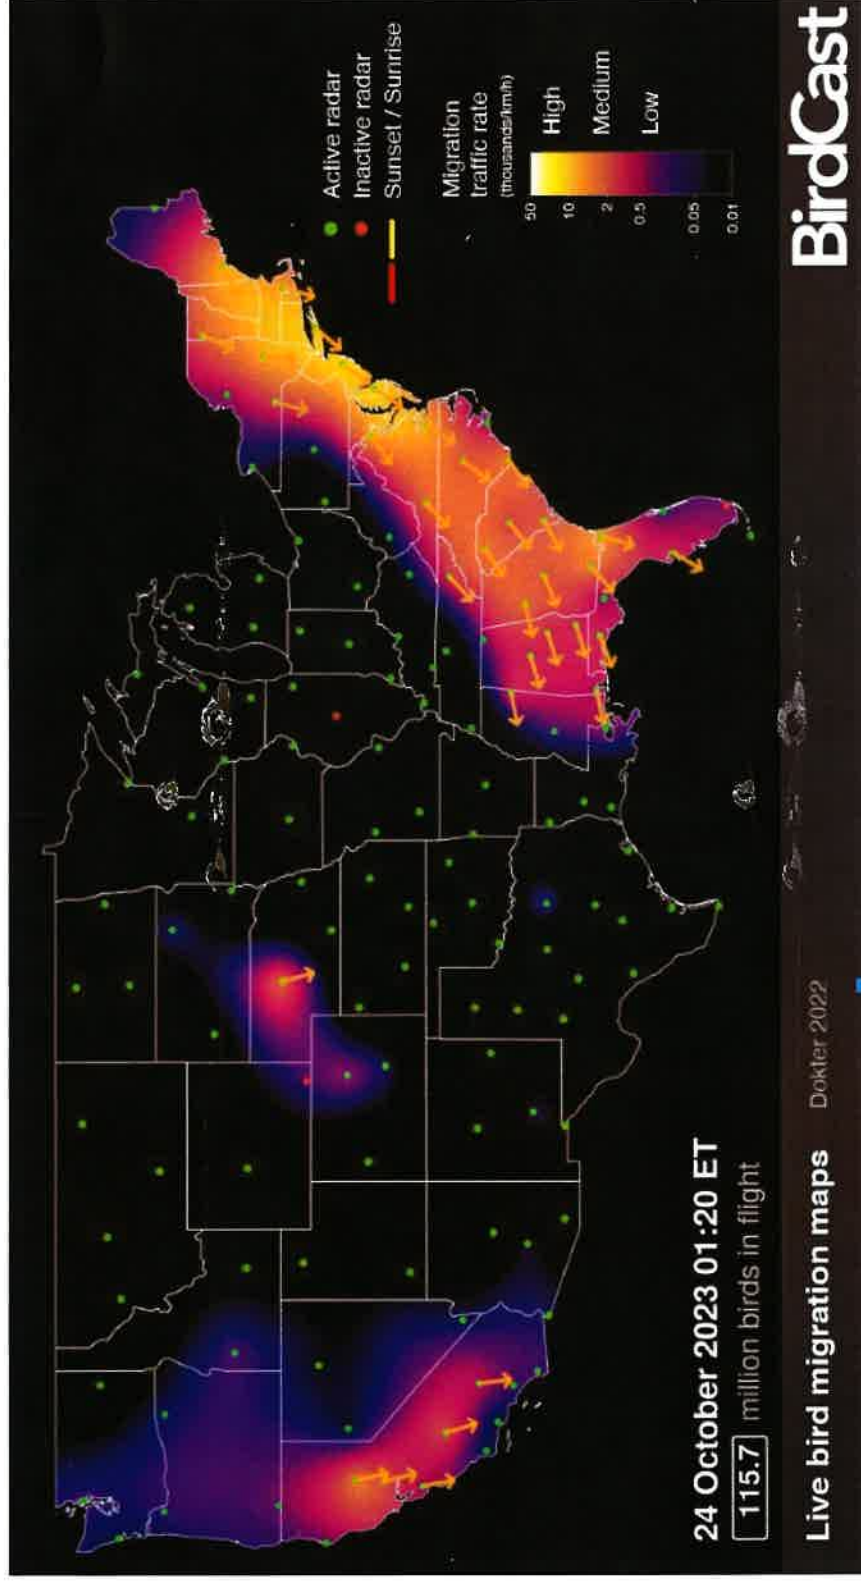 Active radar
Inactive radar
Sunset / Sunrise
Migration
traffic rate
(thousands/km/h)
50
10
2
0.5
0.05
0.01
High
Medium
Low
24 October 2023 01:20 ET
115.7 million birds in flight
Live bird migration maps Dokter 2022
BirdCast